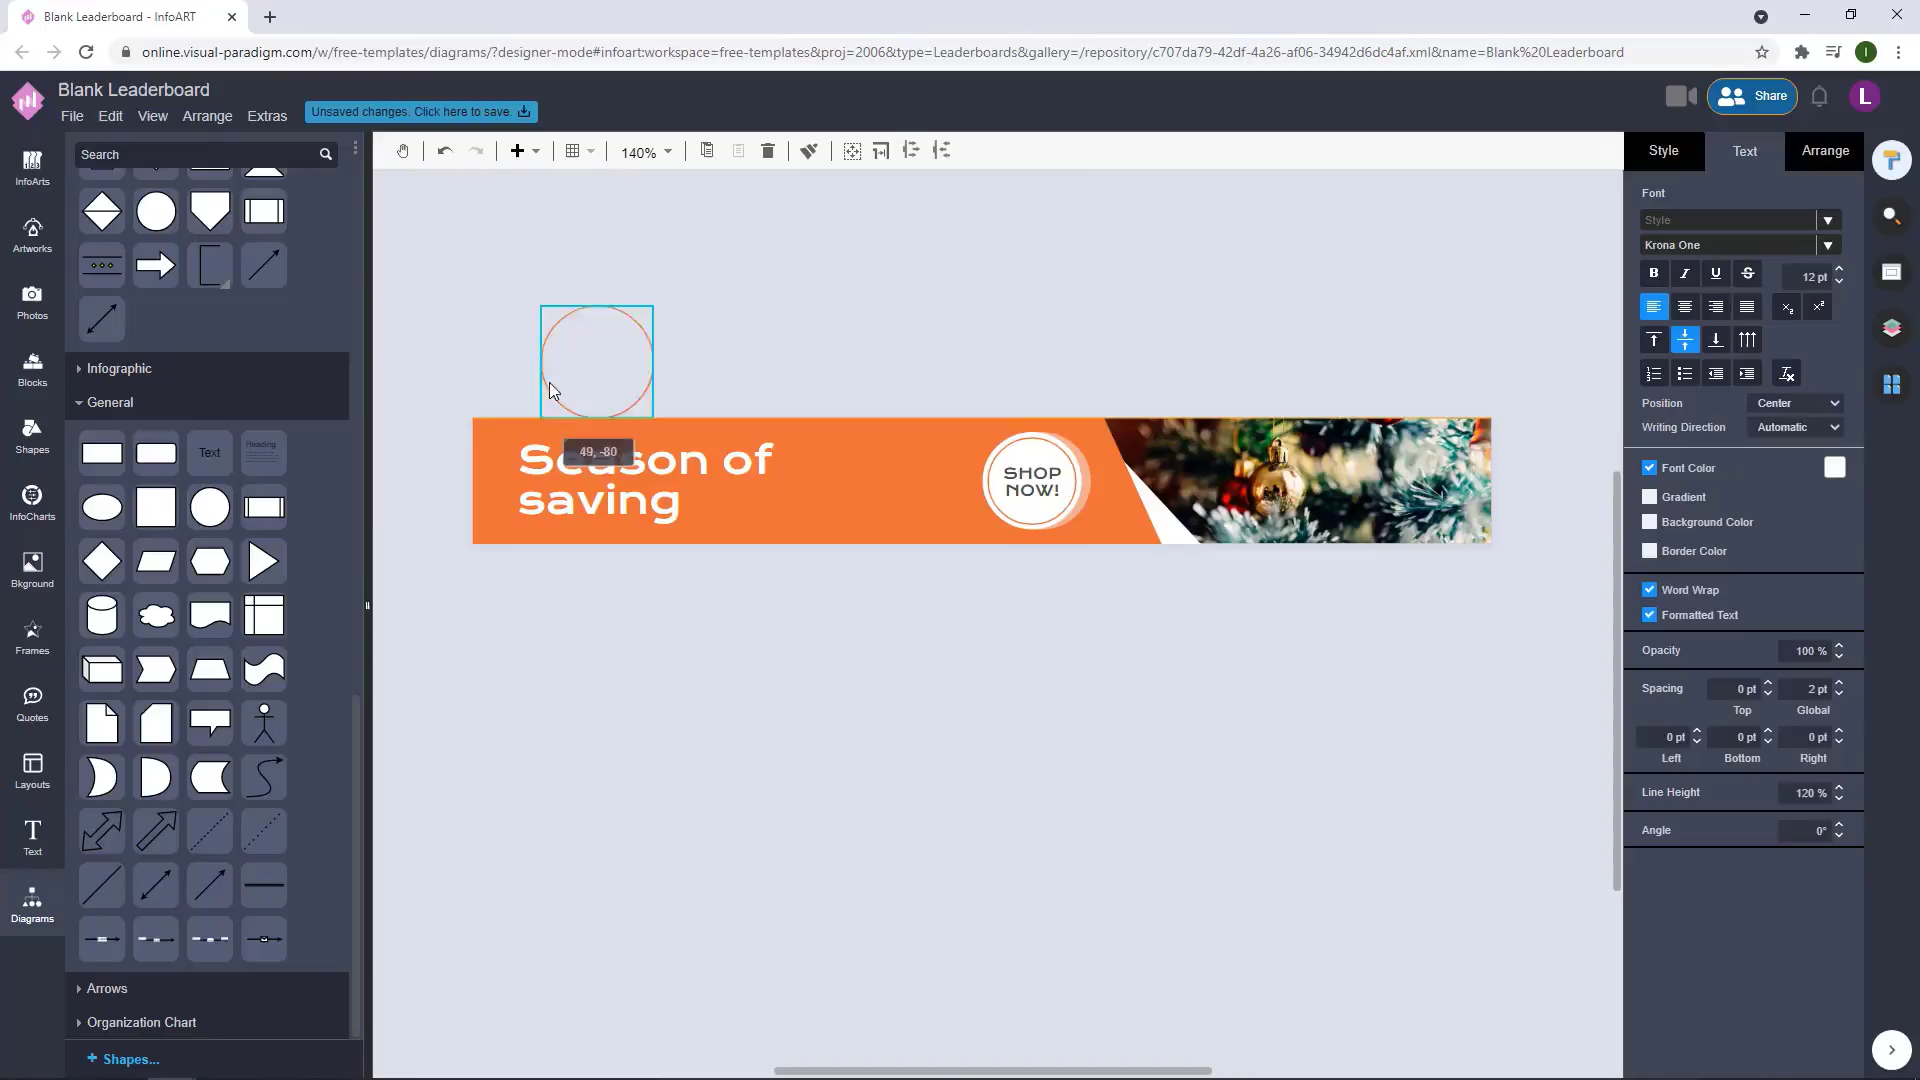 Blank Leaderboard - InfoART
online.visual-paradigm.com/w/free-templates/diagrams/?designer-mode#infoart:workspace=free-templates&proj=2006&type=Leaderboards&gallery=/repository/c707da79-42df-4a26-af06-34942d6dc4af.xml&name=Blank%20Leaderboard
I
Blank Leaderboard
File Edit View Arrange Extras
Unsaved changes. Click here to save.
Share
L
InfoArts
Artworks
Photos
Blocks
Shapes
InfoCharts
Bkground
Frames
Quotes
Layouts
T
Text
Diagrams
Search
Infographic
General
Text
Heading
Arrows
Organization Chart
+ Shapes...
140%
49, -80
Season of
saving
SHOP
NOW!
Style Text Arrange
Font
Style
Krona One
B I U S 12 pt
Position Center
Writing Direction Automatic
Font Color
Gradient
Background Color
Border Color
Word Wrap
Formatted Text
Opacity 100 %
Spacing 0 pt 2 pt
Top Global
0 pt 0 pt 0 pt
Left Bottom Right
Line Height 120 %
Angle 0°